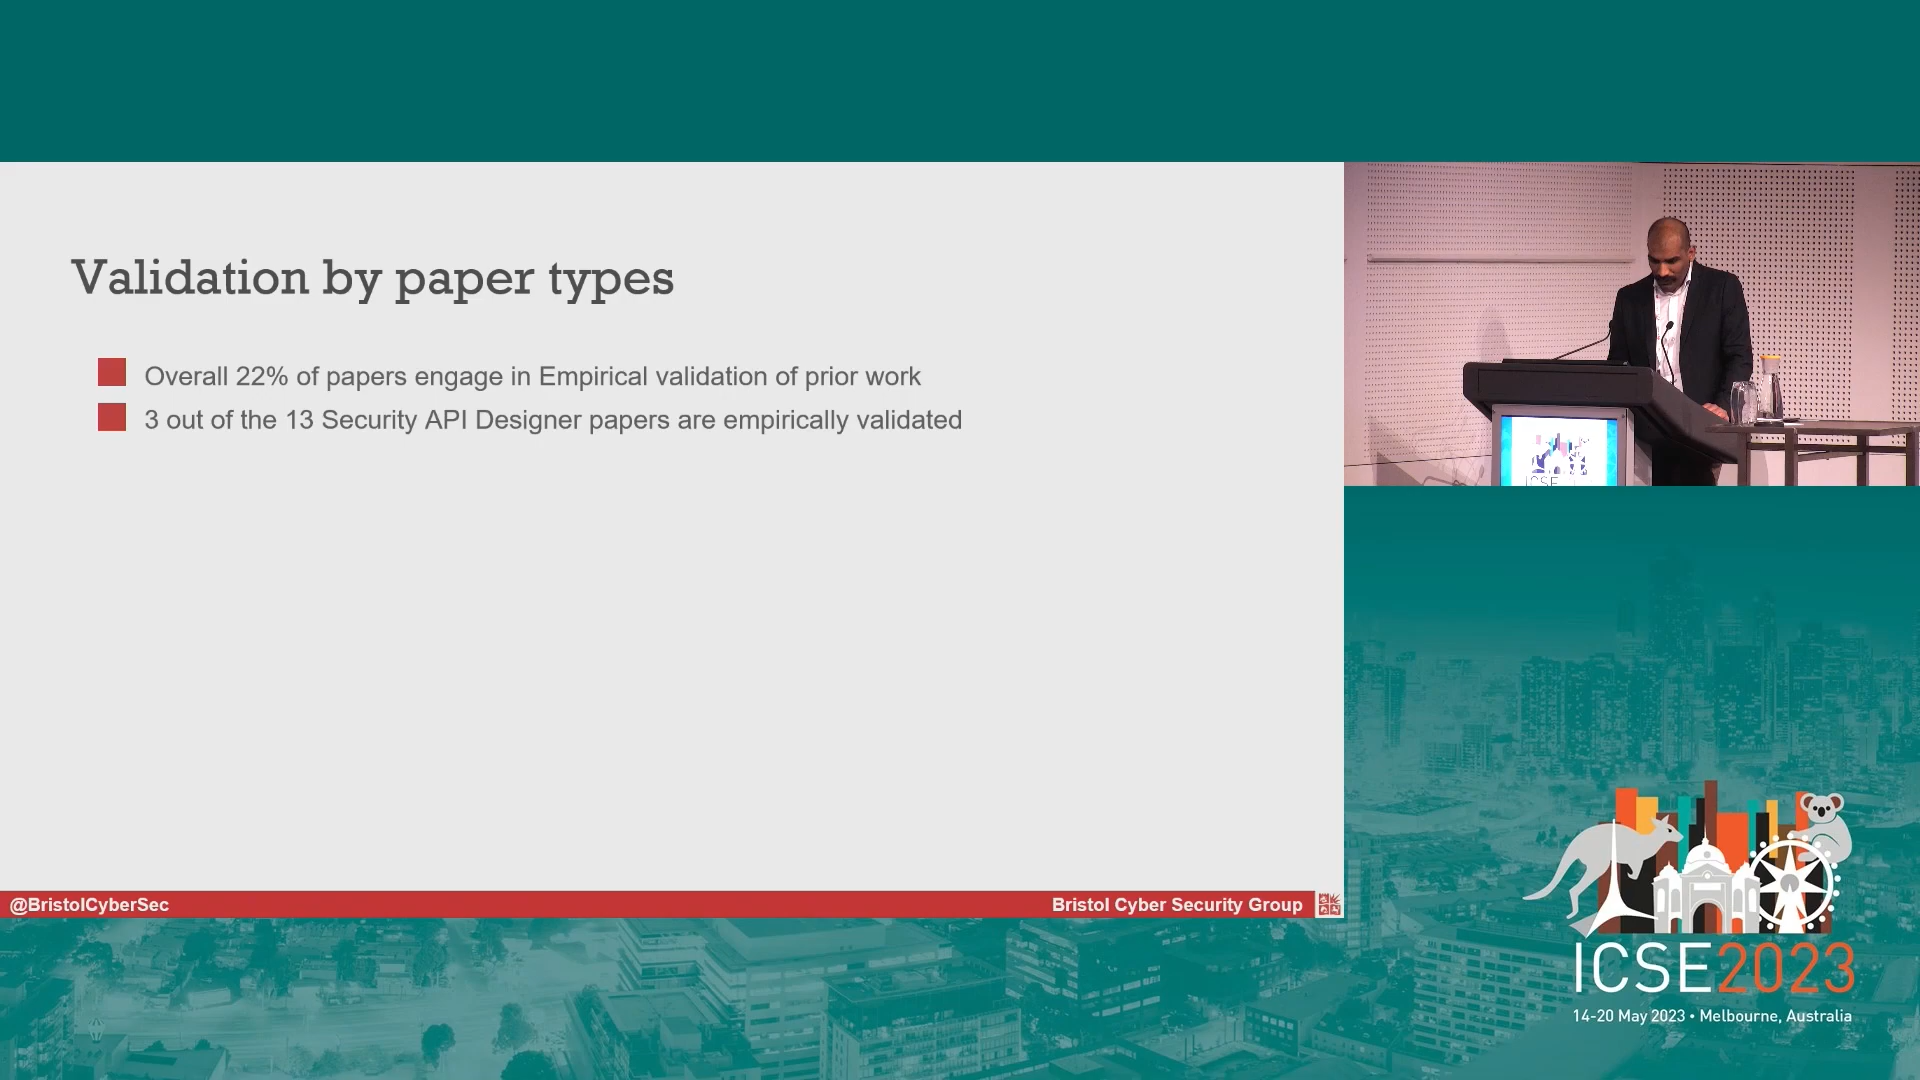 Validation by paper types
Overall 22% of papers engage in Empirical validation of prior work
3 out of the 13 Security API Designer papers are empirically validated
@BristolCyberSec
Bristol Cyber Security Group
ICSE
ICSE2023
14-20 May 2023 • Melbourne, Australia